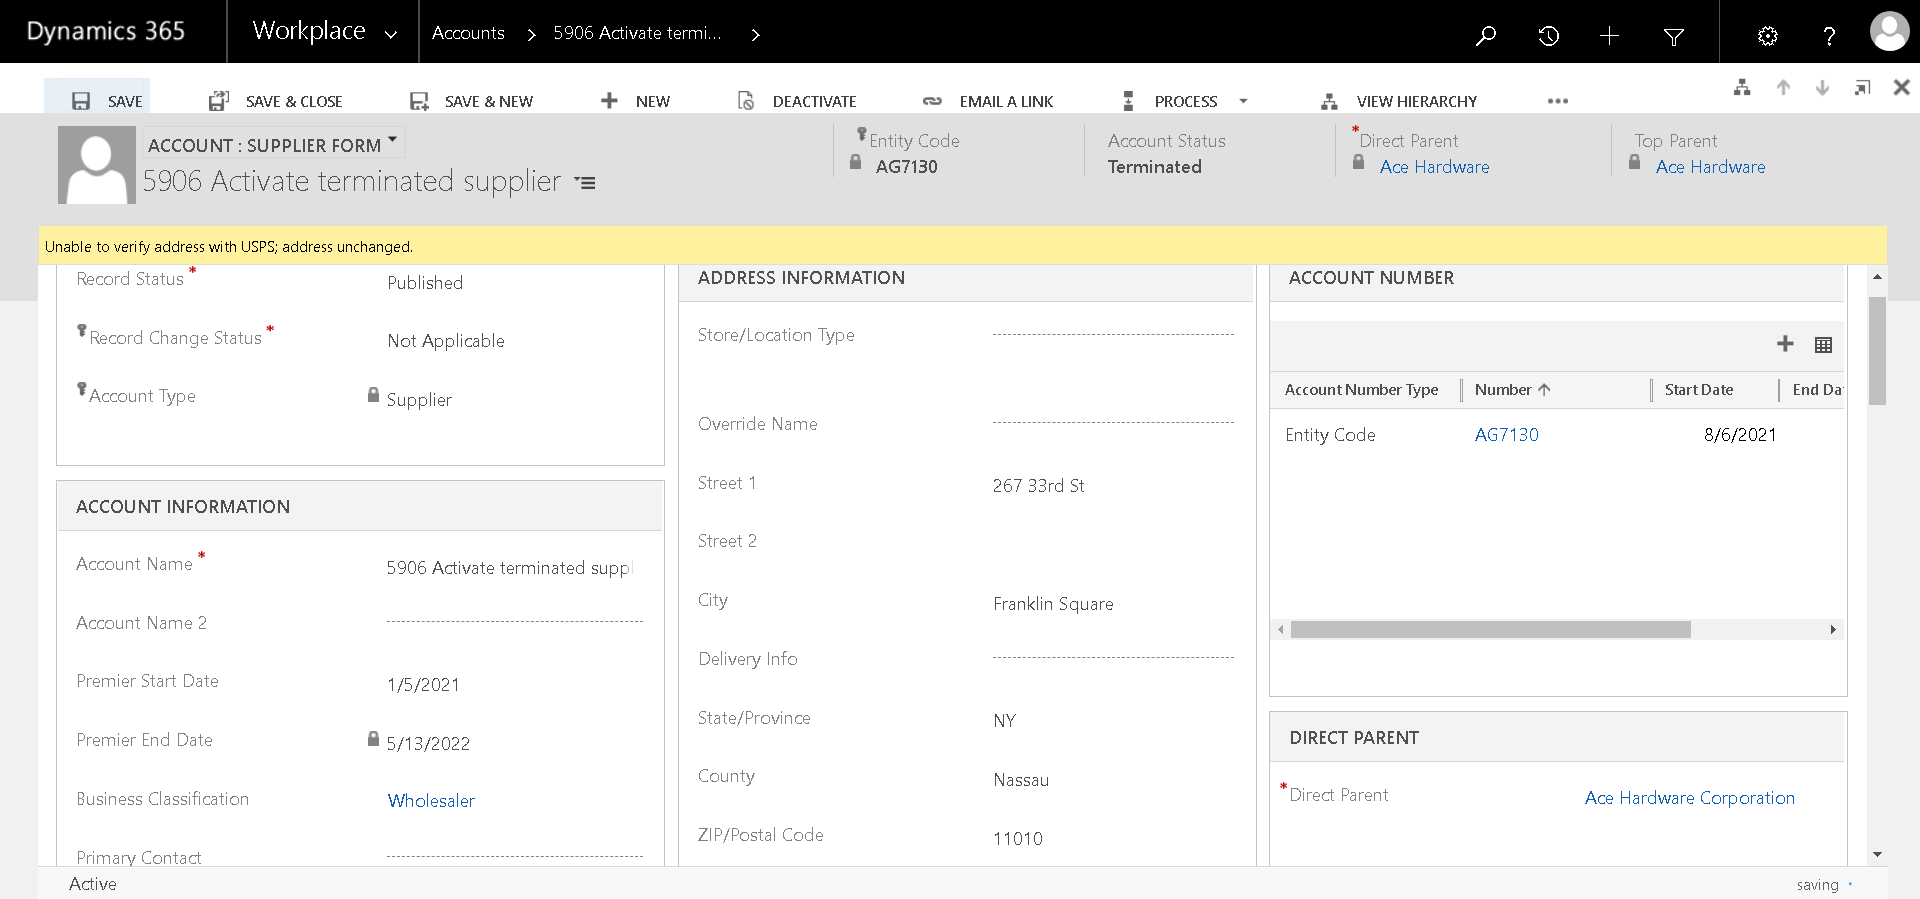 Dynamics 365
Workplace
Accounts
5906 Activate termi...
SAVE
SAVE & CLOSE
SAVE & NEW
NEW
DEACTIVATE
EMAIL A LINK
PROCESS
VIEW HIERARCHY
ACCOUNT : SUPPLIER FORM
5906 Activate terminated supplier
Entity Code
AG7130
Account Status
Terminated
*Direct Parent
Ace Hardware
Top Parent
Ace Hardware
Unable to verify address with USPS; address unchanged.
Record Status *
Published
Record Change Status *
Not Applicable
Account Type
Supplier
ACCOUNT INFORMATION
Account Name *
5906 Activate terminated suppl
Account Name 2
Premier Start Date
1/5/2021
Premier End Date
5/13/2022
Business Classification
Wholesaler
Primary Contact
ADDRESS INFORMATION
Store/Location Type
Override Name
Street 1
267 33rd St
Street 2
City
Franklin Square
Delivery Info
State/Province
NY
County
Nassau
ZIP/Postal Code
11010
ACCOUNT NUMBER
Account Number Type
Number
Start Date
End Da
Entity Code
AG7130
8/6/2021
DIRECT PARENT
*Direct Parent
Ace Hardware Corporation
Active
saving